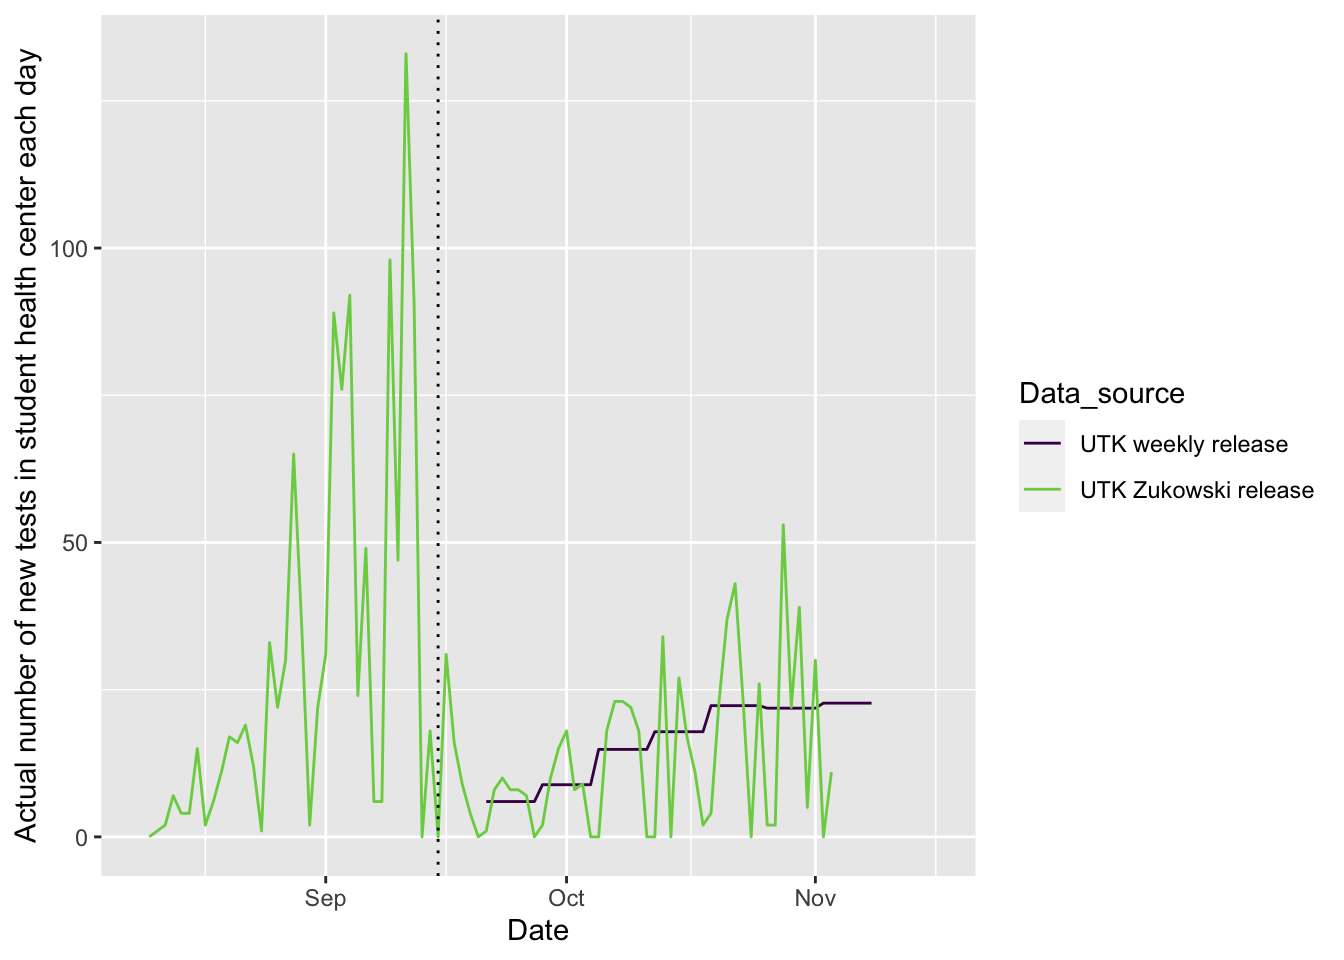 Actual number of new tests in student health center each day
100
50
0
Sep
Oct
Nov
Date
Data_source
UTK weekly release
UTK Zukowski release